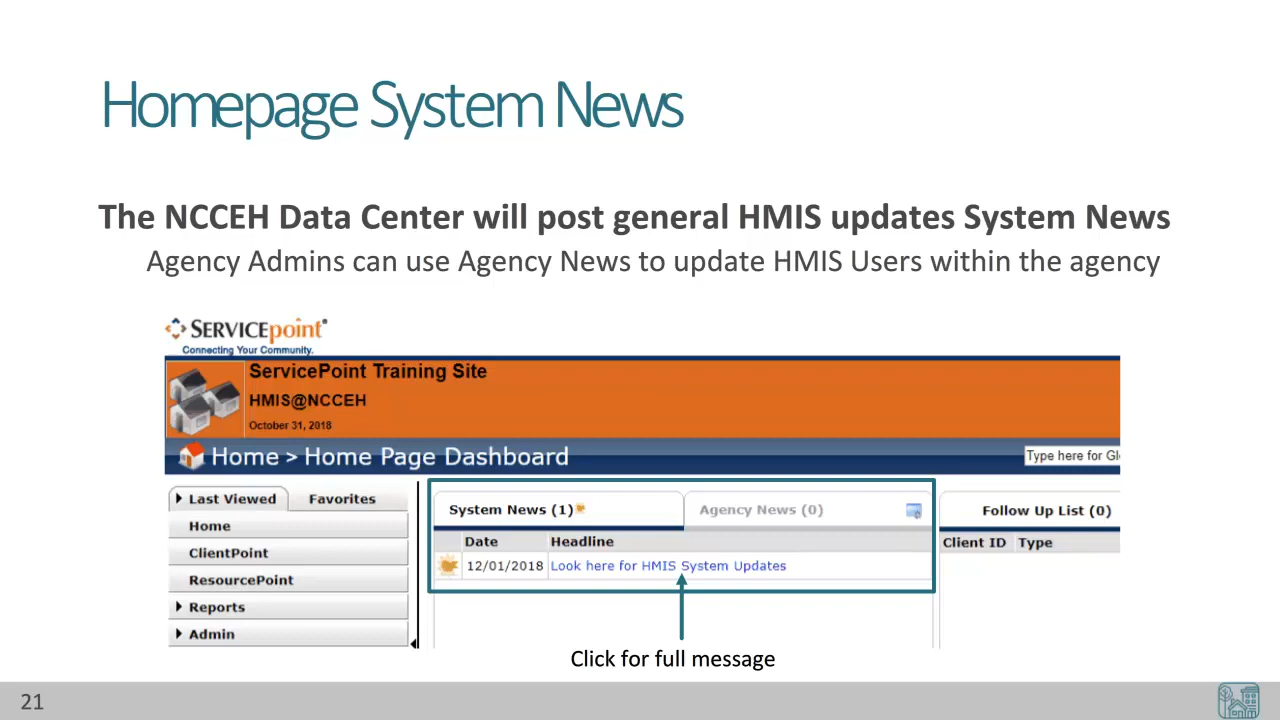 Homepage System News
The NCCEH Data Center will post general HMIS updates System News
Agency Admins can use Agency News to update HMIS Users within the agency
SERVICEpoint®
Connecting Your Community.
ServicePoint Training Site
HMIS@NCCEH
October 31, 2018
Home > Home Page Dashboard
Type here for Gl
Last Viewed Favorites
Home
ClientPoint
ResourcePoint
Reports
Admin
System News (1) Agency News (0)
Date Headline
12/01/2018 Look here for HMIS System Updates
Follow Up List (0)
Client ID Type
Click for full message
21